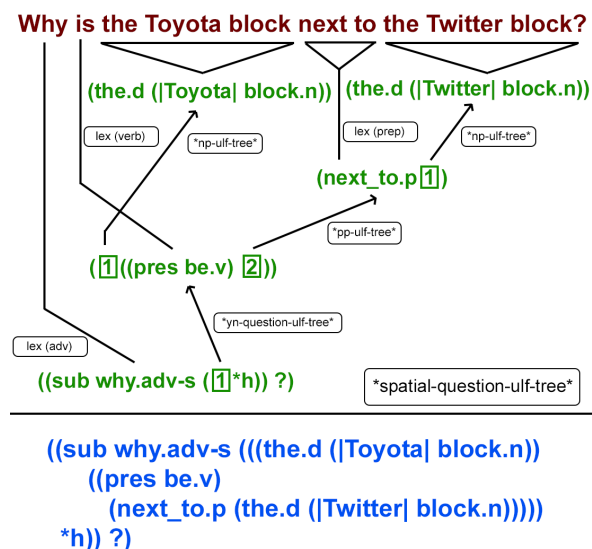 Why is the Toyota block next to the Twitter block?
(the.d (|Toyota| block.n)) (the.d (|Twitter| block.n))
lex (verb) *np-ulf-tree* lex (prep) *np-ulf-tree*
(next_to.p 1)
*pp-ulf-tree*
(1((pres be.v) 2))
*yn-question-ulf-tree*
lex (adv)
((sub why.adv-s (1*h)) ?)
*spatial-question-ulf-tree*
((sub why.adv-s (((the.d (|Toyota| block.n))
((pres be.v)
(next_to.p (the.d (|Twitter| block.n)))))
*h)) ?)